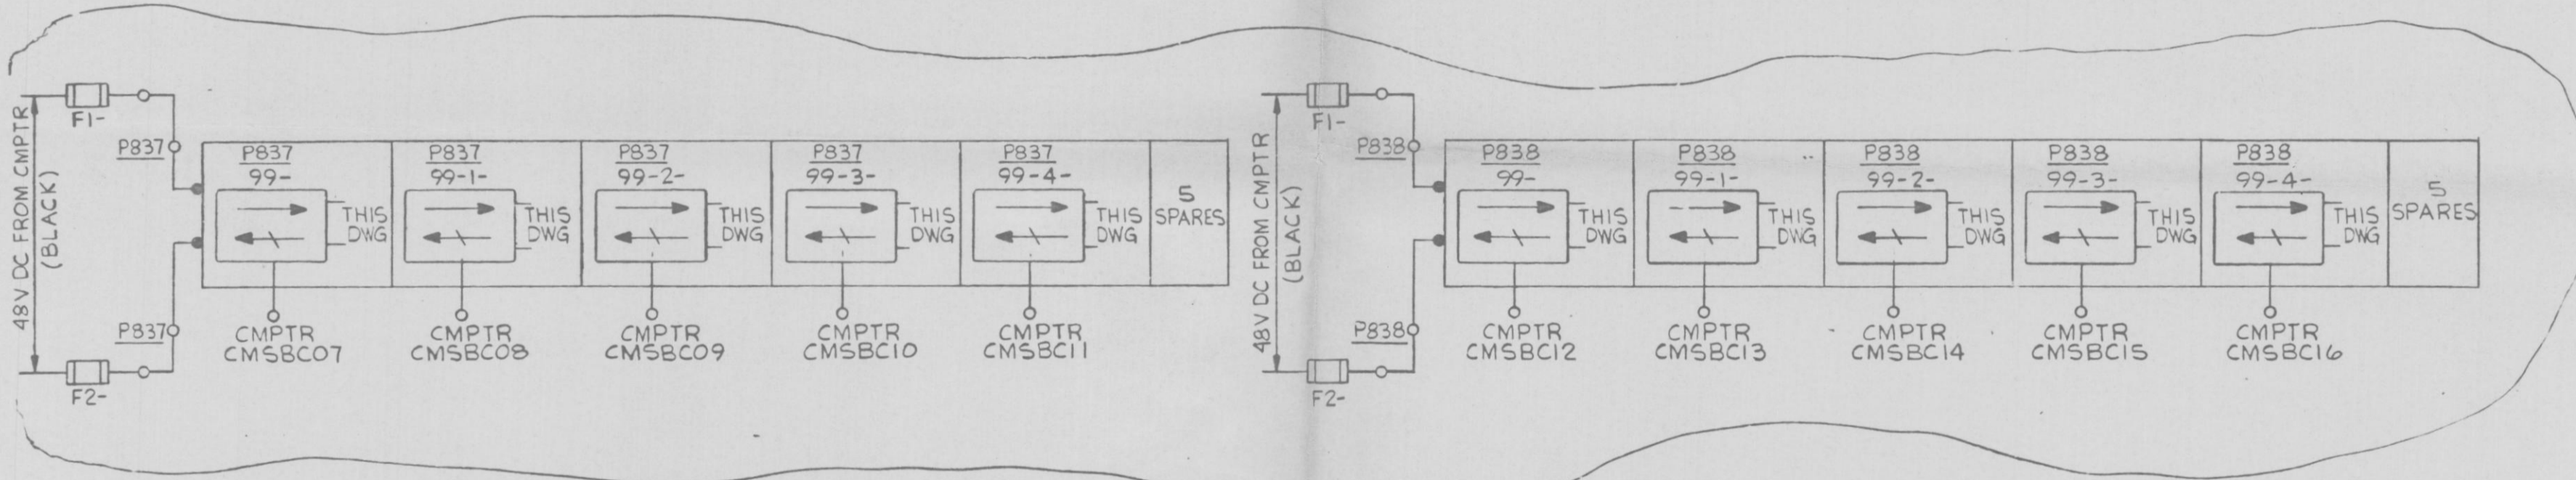 48V DC FROM CMPTR
(BLACK)
F1-
P837
P837
F2-
P837
99-
THIS
DWG
CMPTR
CMSBC07
P837
99-1-
THIS
DWG
CMPTR
CMSBC08
P837
99-2-
THIS
DWG
CMPTR
CMSBC09
P837
99-3-
THIS
DWG
CMPTR
CMSBC10
P837
99-4-
THIS
DWG
CMPTR
CMSBC11
5
SPARES
48V DC FROM CMPTR
(BLACK)
F1-
P838
P838
F2-
P838
99-
THIS
DWG
CMPTR
CMSBC12
P838
99-1-
THIS
DWG
CMPTR
CMSBC13
P838
99-2-
THIS
DWG
CMPTR
CMSBC14
P838
99-3-
THIS
DWG
CMPTR
CMSBC15
P838
99-4-
THIS
DWG
CMPTR
CMSBC16
5
SPARES